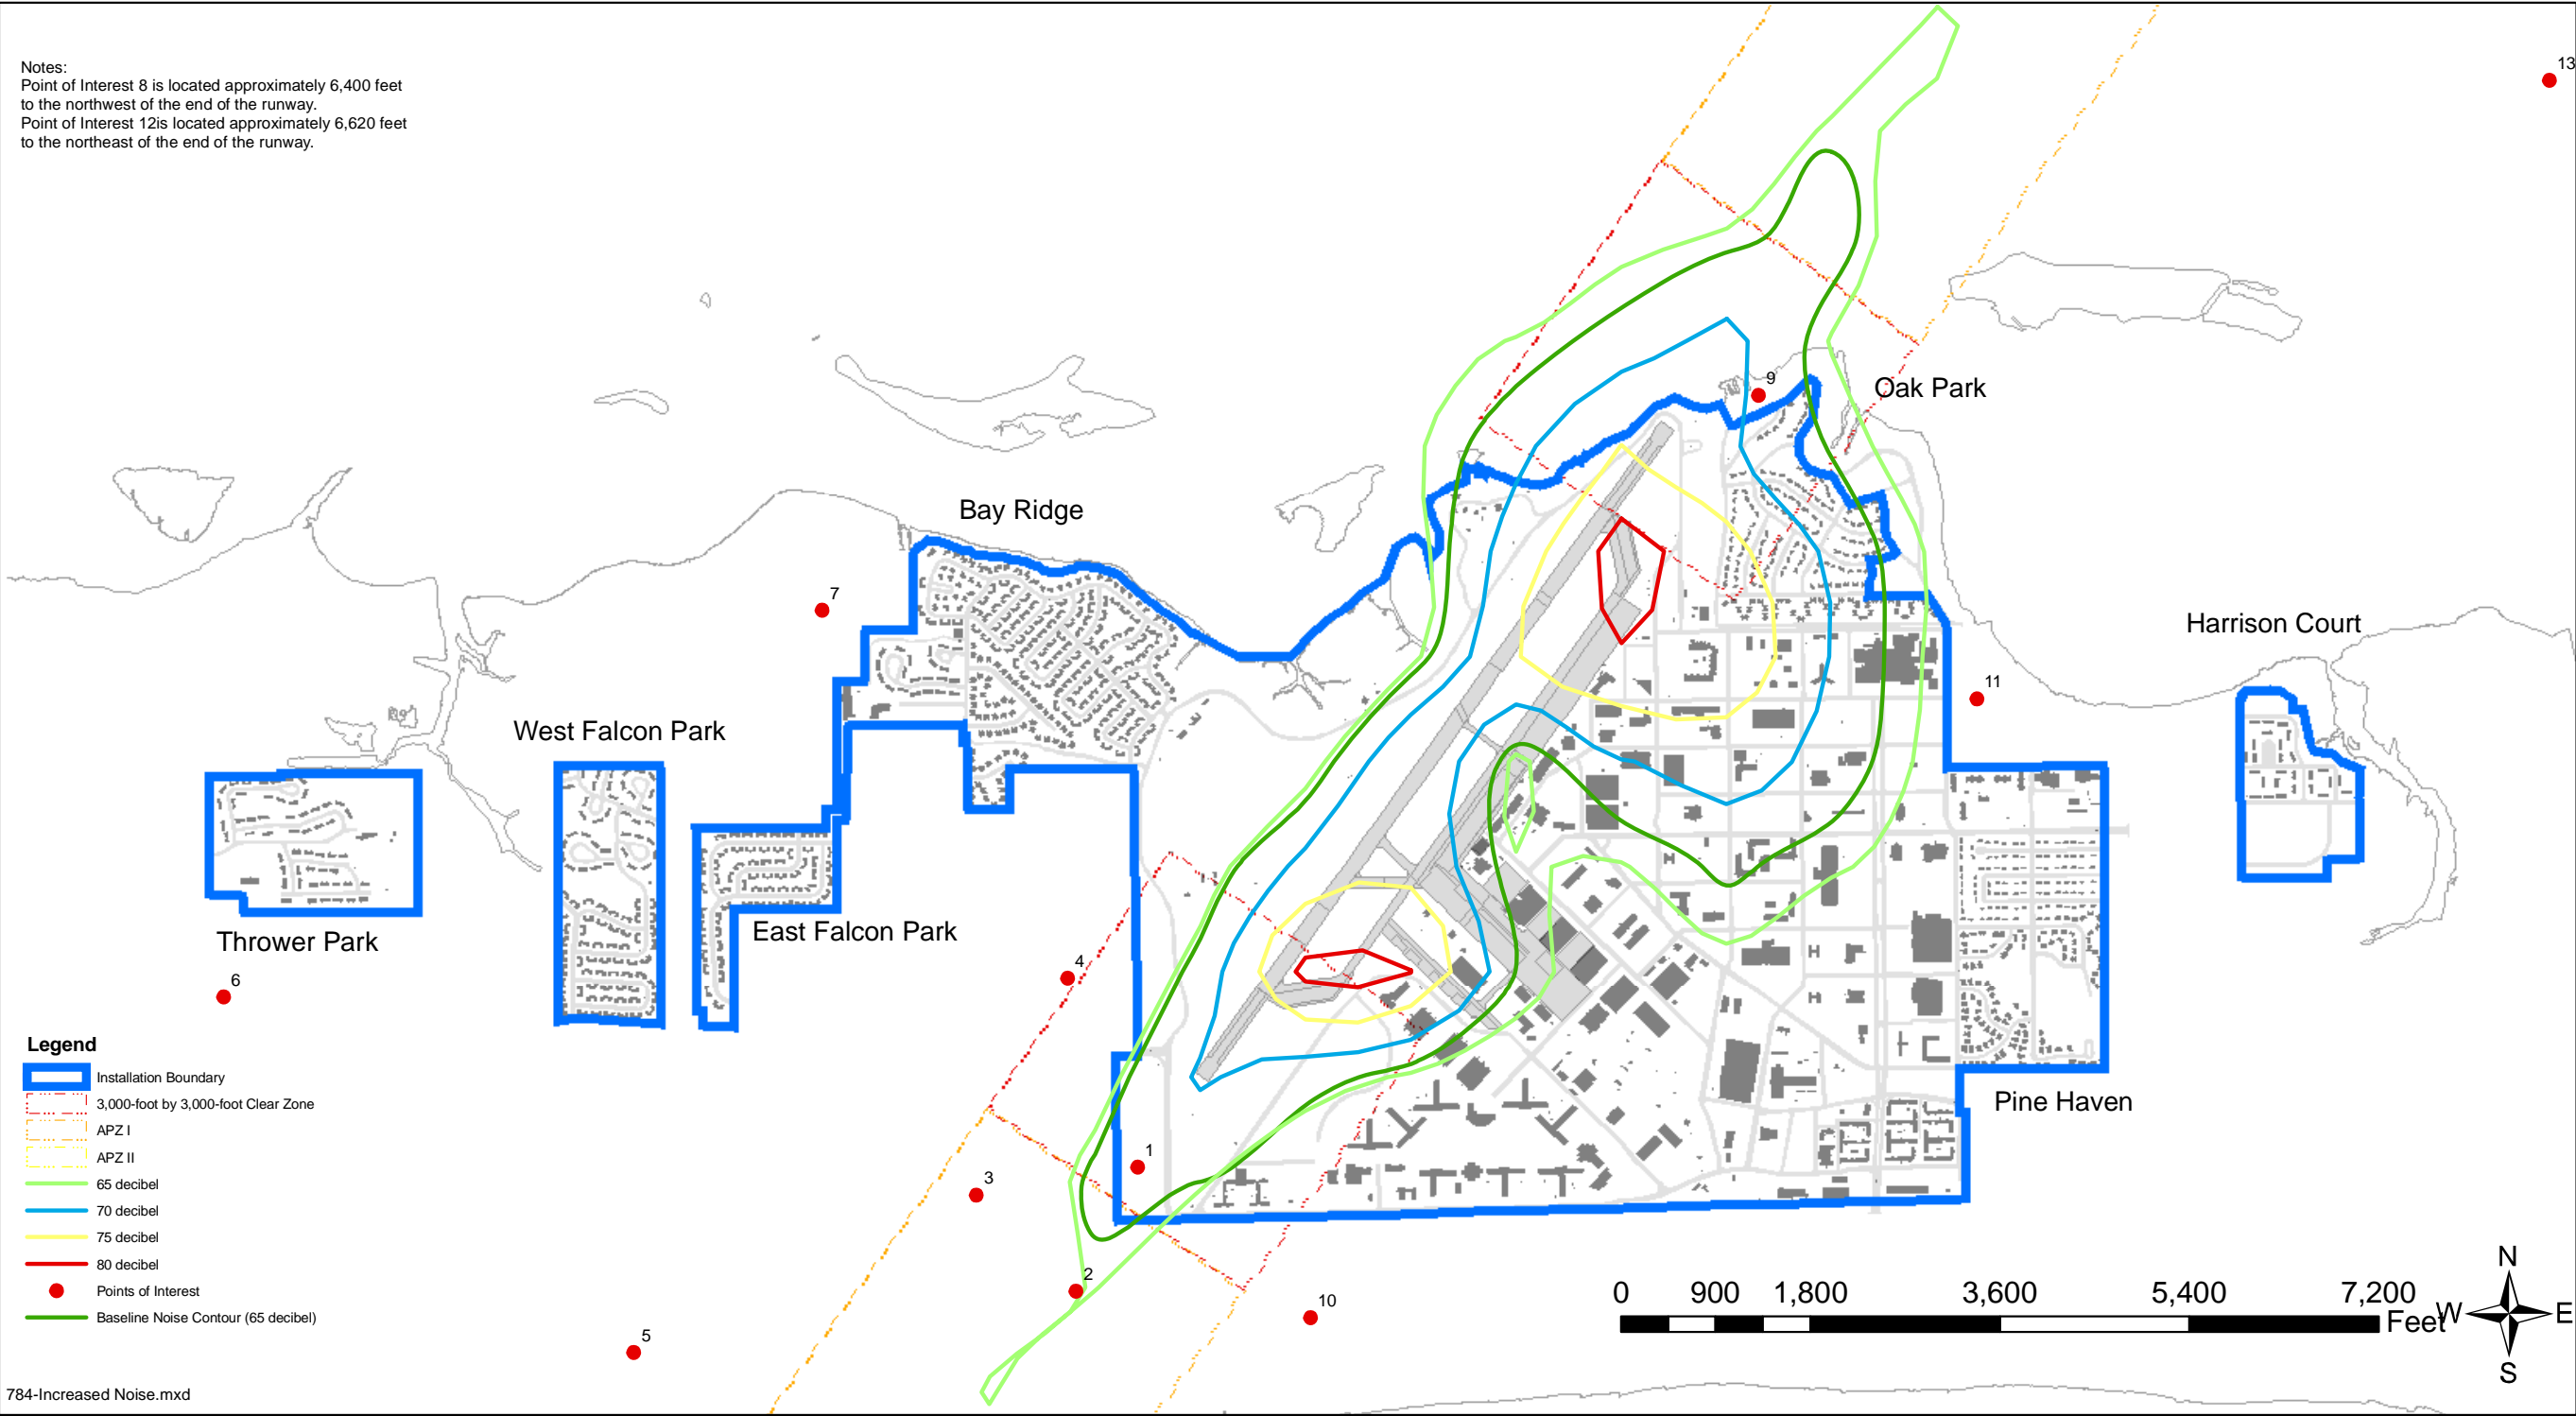 Notes:
Point of Interest 8 is located approximately 6,400 feet
to the northwest of the end of the runway.
Point of Interest 12is located approximately 6,620 feet
to the northeast of the end of the runway.
13
9
Oak Park
Bay Ridge
7
Harrison Court
11
West Falcon Park
East Falcon Park
Thrower Park
4
6
Legend
Installation Boundary
3,000-foot by 3,000-foot Clear Zone
APZ I
APZ II
65 decibel
70 decibel
75 decibel
80 decibel
Points of Interest
Baseline Noise Contour (65 decibel)
Pine Haven
1
3
2
10
5
0 900 1,800 3,600 5,400 7,200
Feet
N
W E
S
784-Increased Noise.mxd